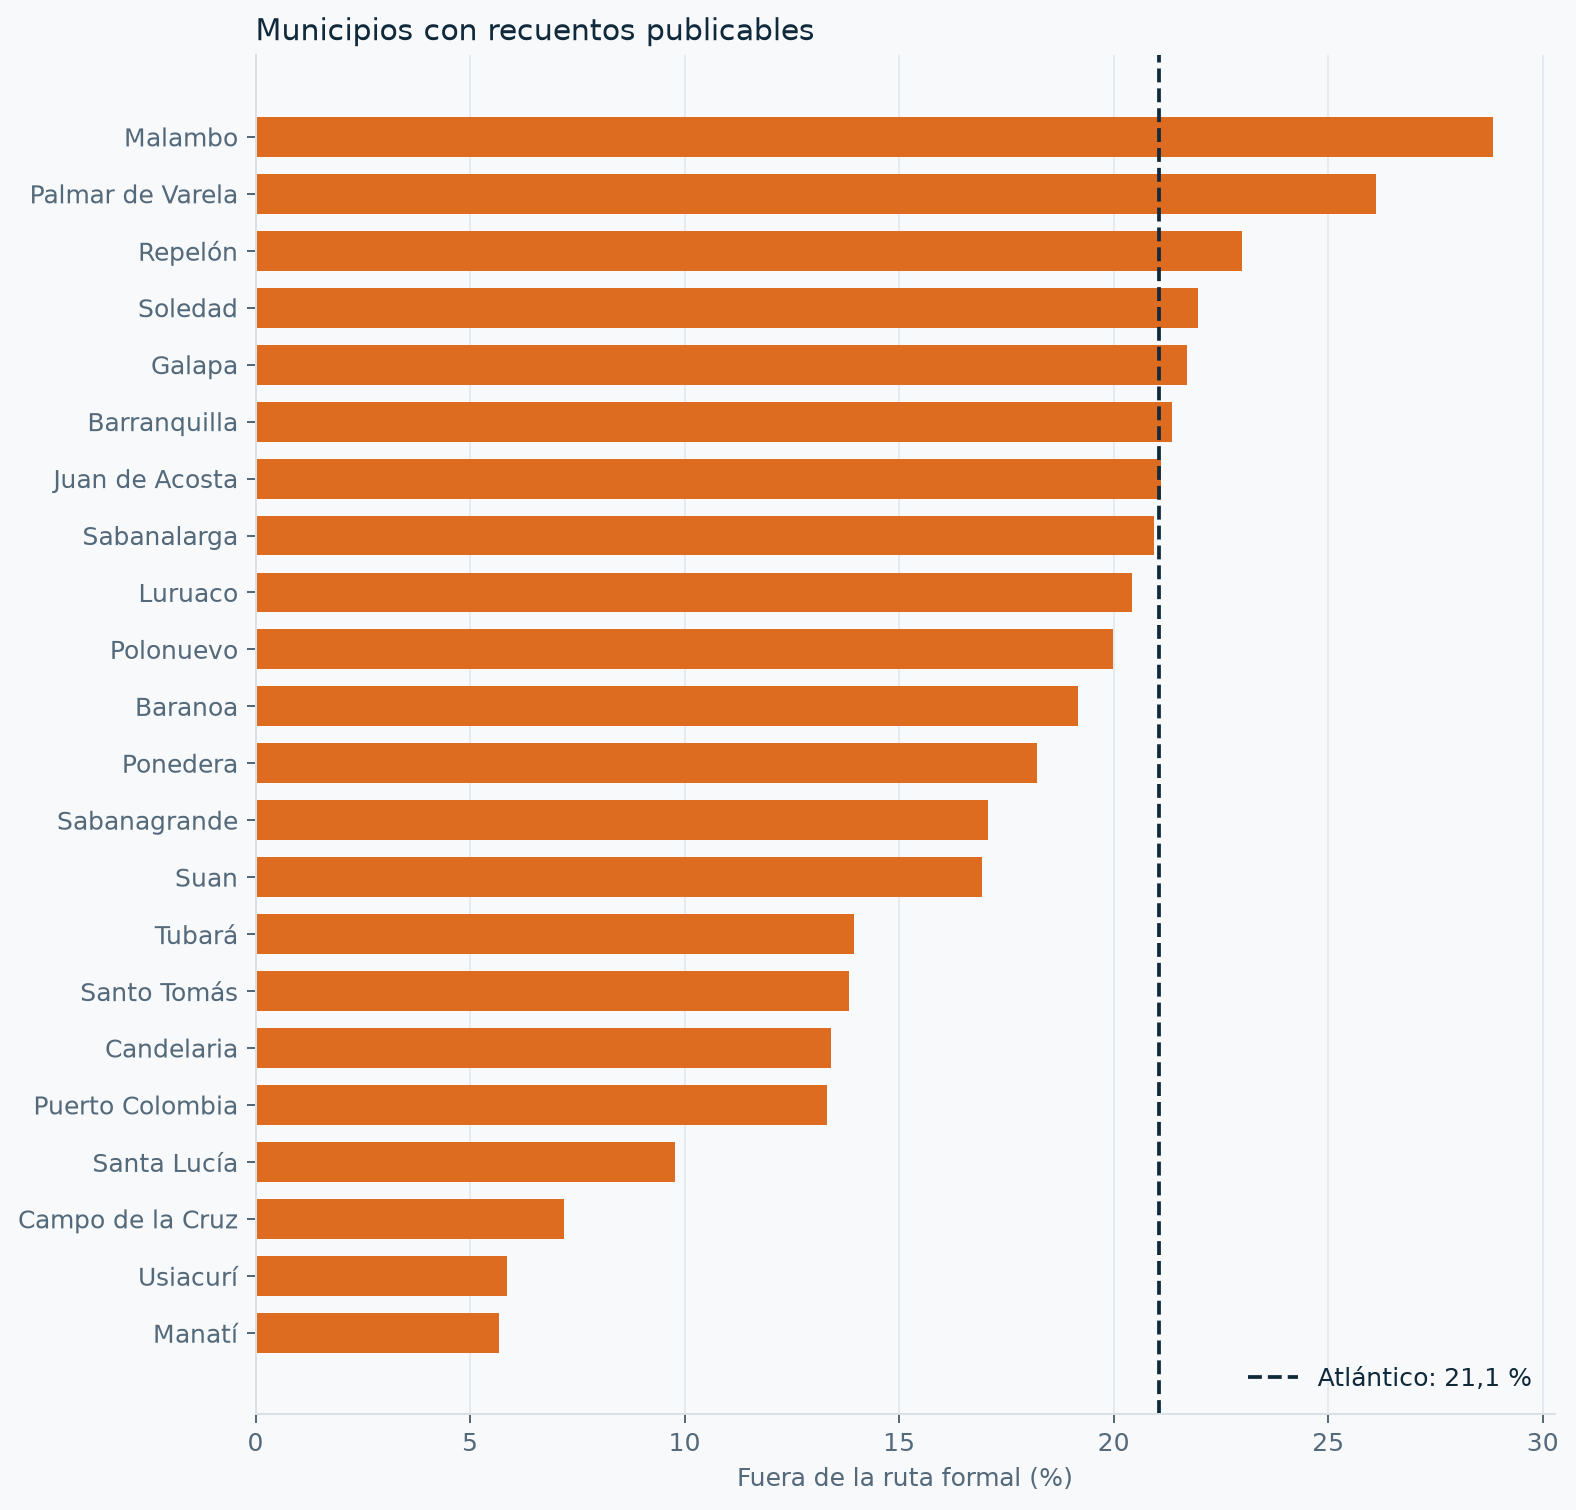 Municipios con recuentos publicables
Malambo
Palmar de Varela
Repelón
Soledad
Galapa
Barranquilla
Juan de Acosta
Sabanalarga
Luruaco
Polonuevo
Baranoa
Ponedera
Sabanagrande
Suan
Tubará
Santo Tomás
Candelaria
Puerto Colombia
Santa Lucía
Campo de la Cruz
Usiacurí
Manatí
Atlántico: 21,1 %
0 5 10 15 20 25 30
Fuera de la ruta formal (%)